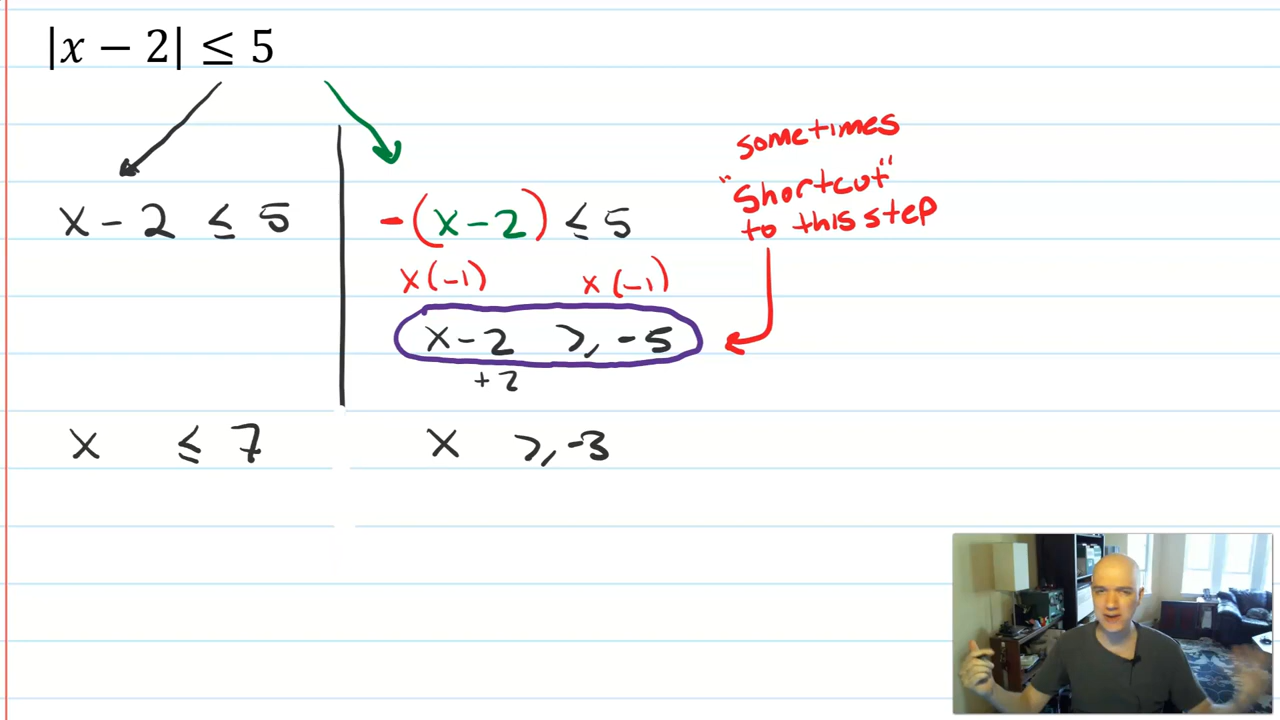 |x − 2| ≤ 5
x - 2 ≤ 5
-(x-2) ≤ 5
x(-1) x(-1)
x-2 ≥ -5
+2
x ≤ 7
x ≥ -3
sometimes
"shortcut"
to this step